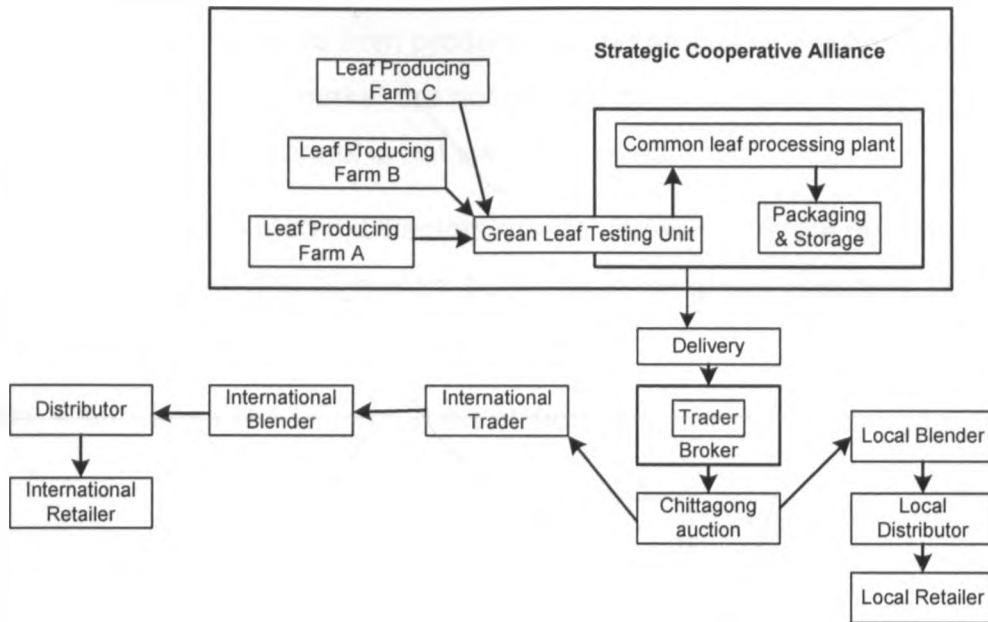 Strategic Cooperative Alliance
Leaf Producing
Farm C
Leaf Producing
Farm B
Leaf Producing
Farm A
Common leaf processing plant
Packaging
& Storage
Grean Leaf Testing Unit
Delivery
Trader
Broker
Chittagong
auction
International
Trader
International
Blender
Distributor
International
Retailer
Local Blender
Local
Distributor
Local Retailer